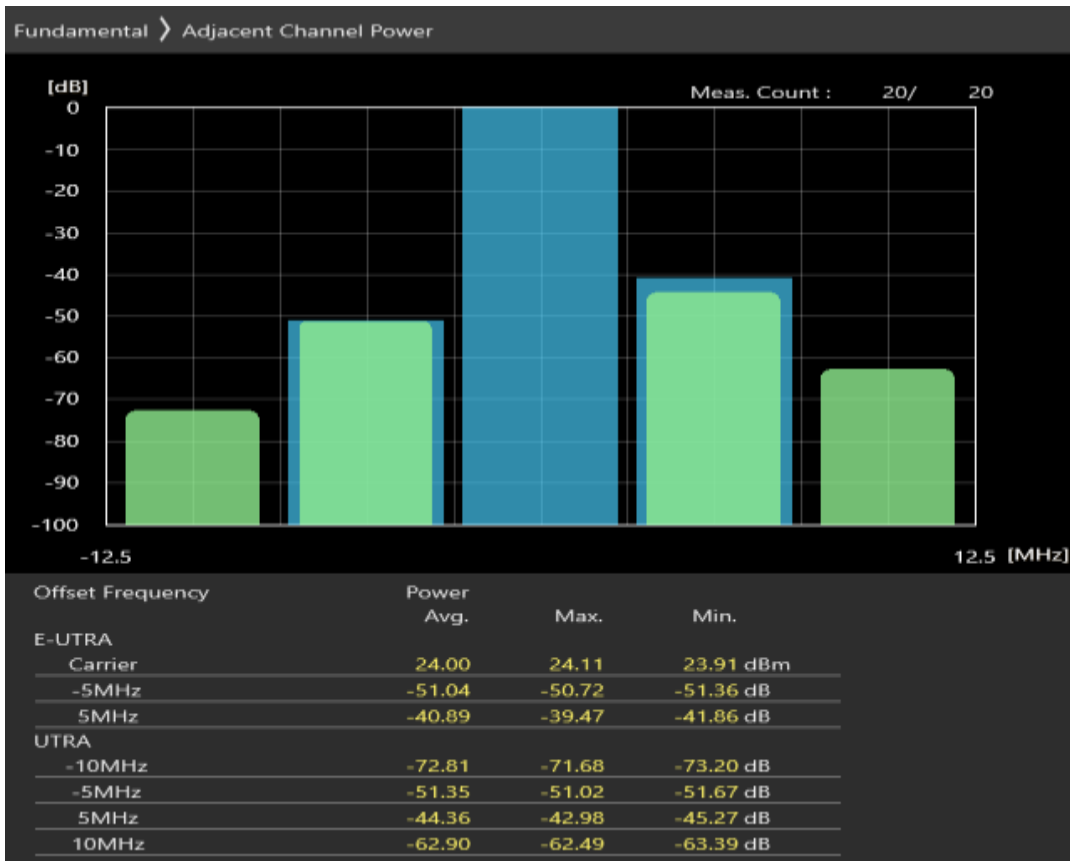 Fundamental 〉 Adjacent Channel Power
[dB]
Meas. Count : 20/ 20
0
-10
-20
-30
-40
-50
-60
-70
-80
-90
-100
-12.5 12.5 [MHz]
Offset Frequency Power
Avg. Max. Min.
E-UTRA
Carrier 24.00 24.11 23.91 dBm
-5MHz -51.04 -50.72 -51.36 dB
5MHz -40.89 -39.47 -41.86 dB
UTRA
-10MHz -72.81 -71.68 -73.20 dB
-5MHz -51.35 -51.02 -51.67 dB
5MHz -44.36 -42.98 -45.27 dB
10MHz -62.90 -62.49 -63.39 dB